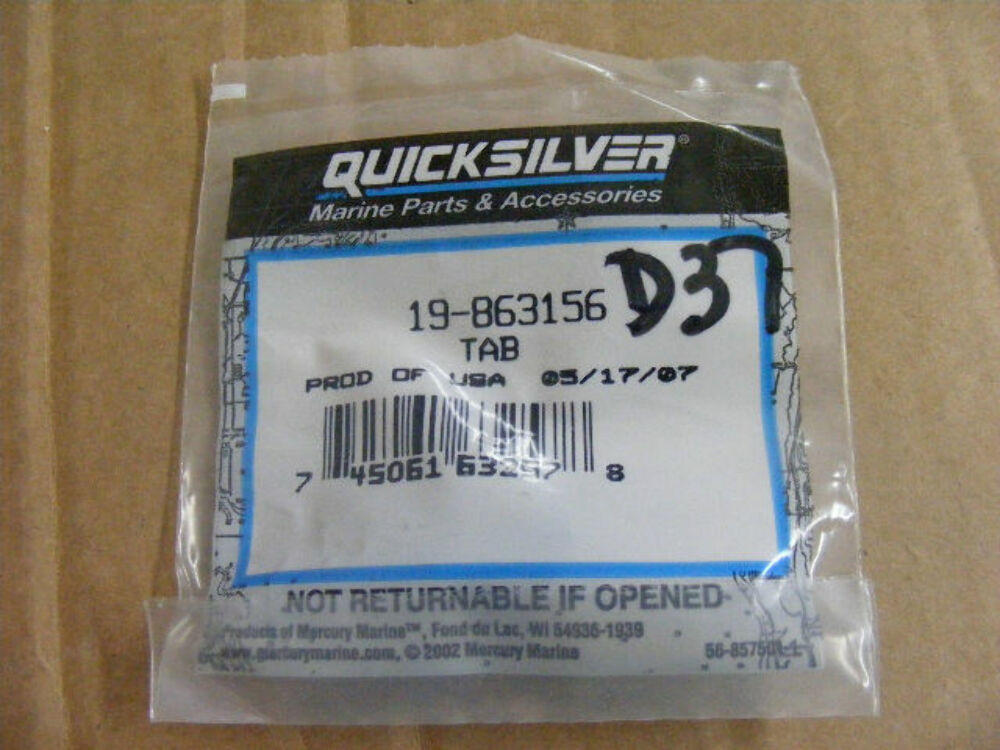 QUICKSILVER®
Marine Parts & Accessories
19-863156 D37
TAB
PROD OF USA 05/17/07
7 45061 63257 8
NOT RETURNABLE IF OPENED
Products of Mercury Marine™, Fond du Lac, WI 54936-1939
www.mercurymarine.com, © 2002 Mercury Marine